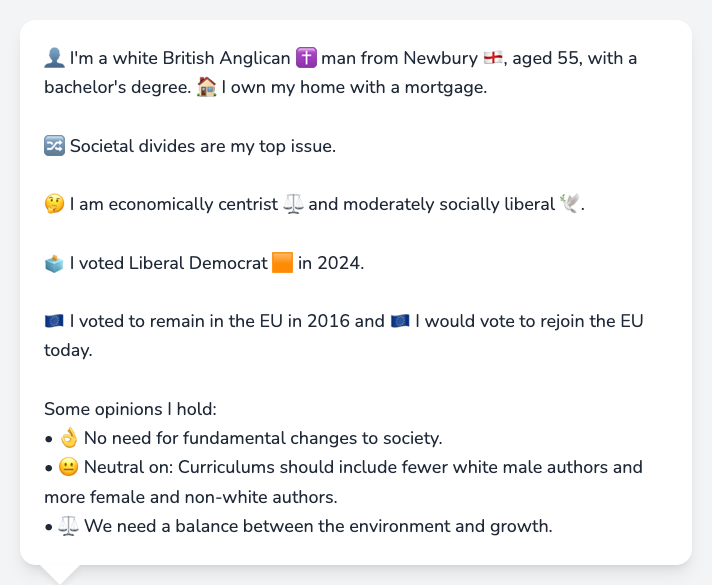 👤 I'm a white British Anglican ✝️ man from Newbury 🏴󠁧󠁢󠁥󠁮󠁧󠁿, aged 55, with a
bachelor's degree. 🏠 I own my home with a mortgage.
🔀 Societal divides are my top issue.
🤔 I am economically centrist ⚖️ and moderately socially liberal 🕊️.
🗳️ I voted Liberal Democrat 🟧 in 2024.
🇪🇺 I voted to remain in the EU in 2016 and 🇪🇺 I would vote to rejoin the EU
today.
Some opinions I hold:
• 👌 No need for fundamental changes to society.
• 😐 Neutral on: Curriculums should include fewer white male authors and
more female and non-white authors.
• ⚖️ We need a balance between the environment and growth.